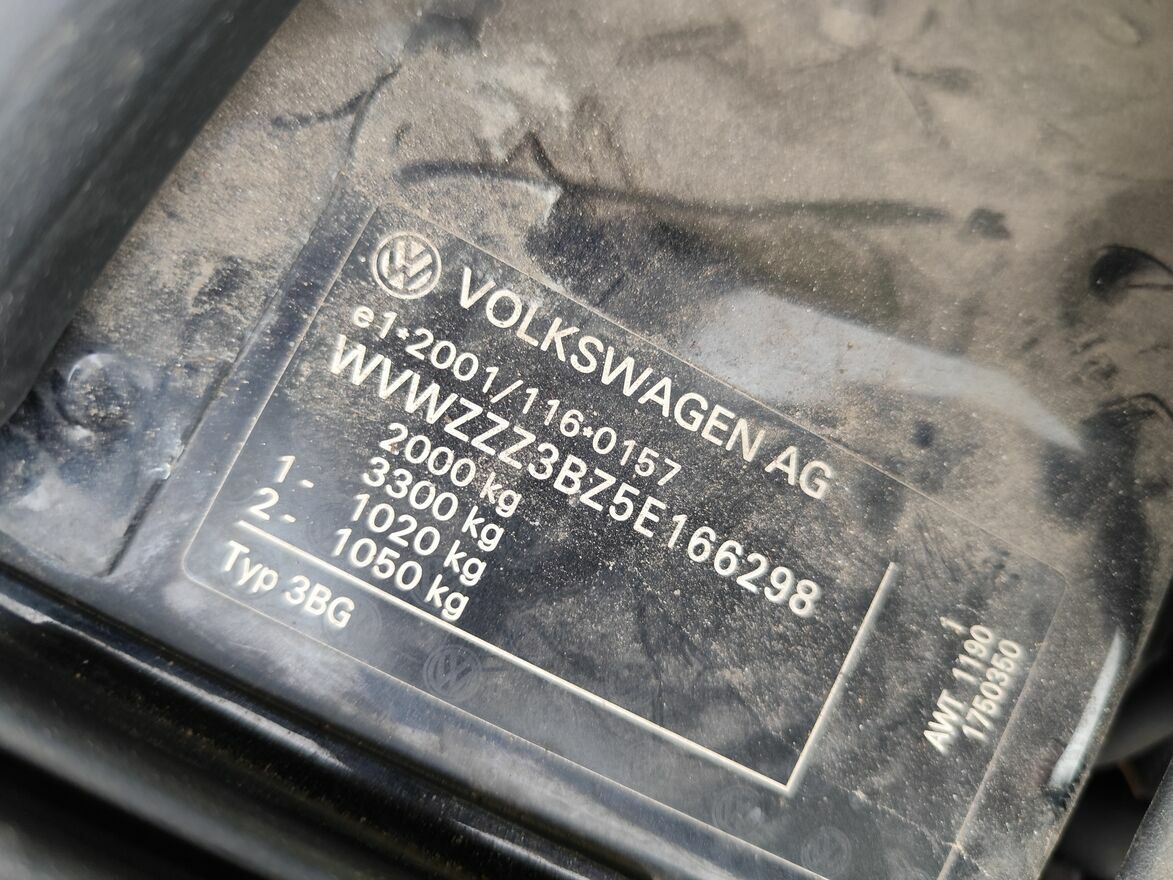 VOLKSWAGEN AG
e1*2001/116*0157
WVWZZZ3BZ5E166298
2000 kg
3300 kg
1 - 1020 kg
2 - 1050 kg
Typ 3BG
1
AWT 1190
1750350